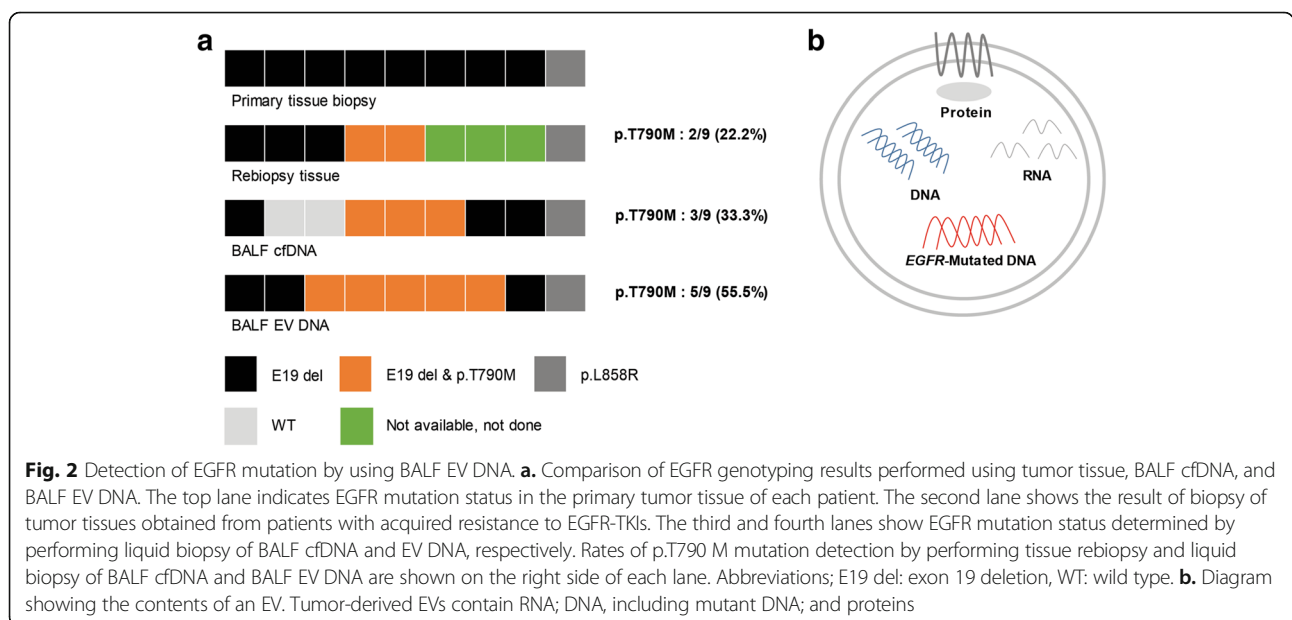 a
Primary tissue biopsy
p.T790M : 2/9 (22.2%)
Rebiopsy tissue
p.T790M : 3/9 (33.3%)
BALF cfDNA
p.T790M : 5/9 (55.5%)
BALF EV DNA
E19 del
E19 del & p.T790M
p.L858R
WT
Not available, not done
b
Protein
DNA
RNA
EGFR-Mutated DNA
Fig. 2 Detection of EGFR mutation by using BALF EV DNA. a. Comparison of EGFR genotyping results performed using tumor tissue, BALF cfDNA, and
BALF EV DNA. The top lane indicates EGFR mutation status in the primary tumor tissue of each patient. The second lane shows the result of biopsy of
tumor tissues obtained from patients with acquired resistance to EGFR-TKIs. The third and fourth lanes show EGFR mutation status determined by
performing liquid biopsy of BALF cfDNA and EV DNA, respectively. Rates of p.T790 M mutation detection by performing tissue rebiopsy and liquid
biopsy of BALF cfDNA and BALF EV DNA are shown on the right side of each lane. Abbreviations; E19 del: exon 19 deletion, WT: wild type. b. Diagram
showing the contents of an EV. Tumor-derived EVs contain RNA; DNA, including mutant DNA; and proteins